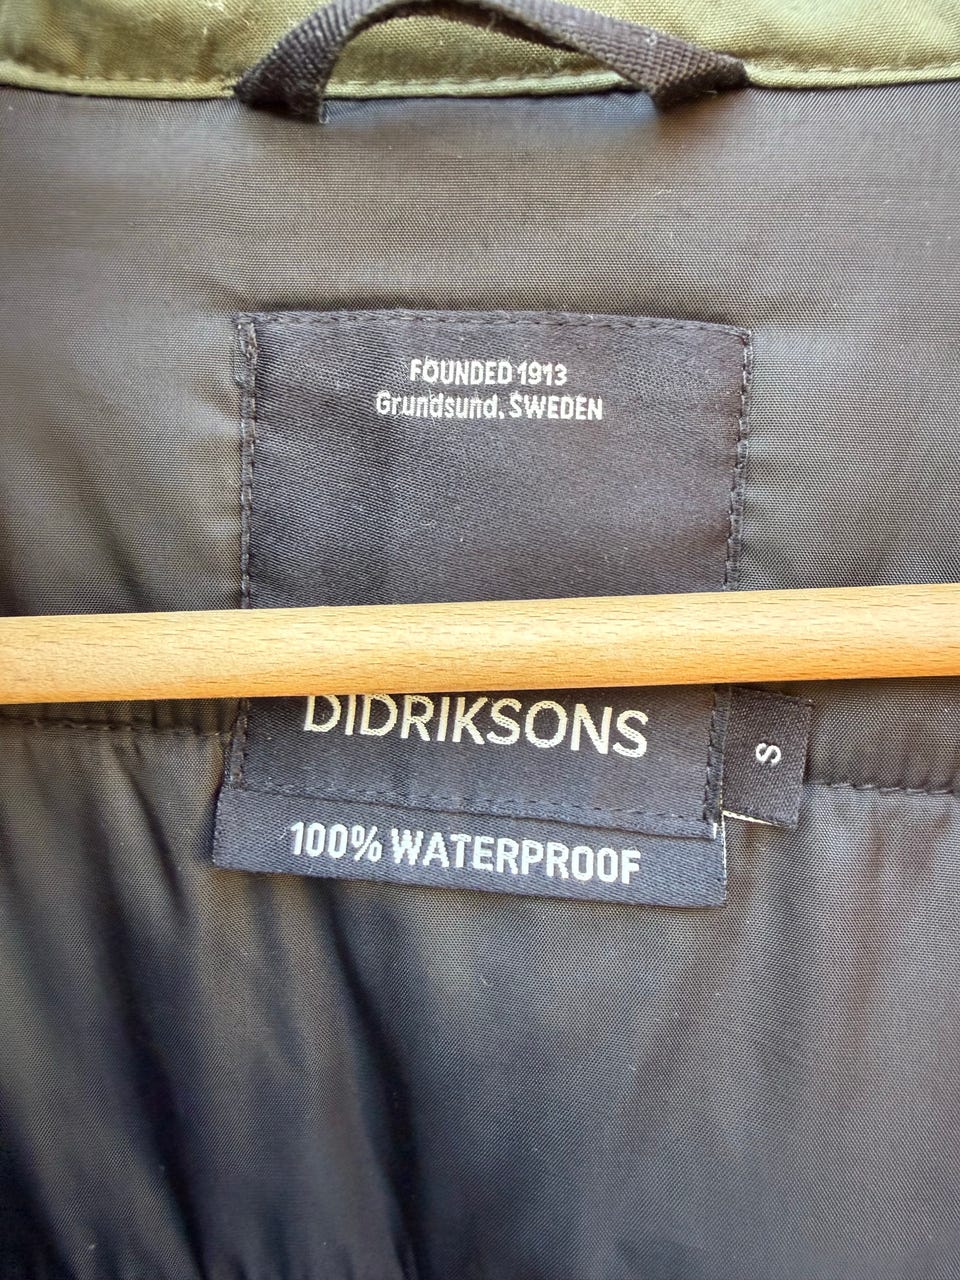 FOUNDED 1913
Grundsund, SWEDEN
DIDRIKSONS
S
100% WATERPROOF